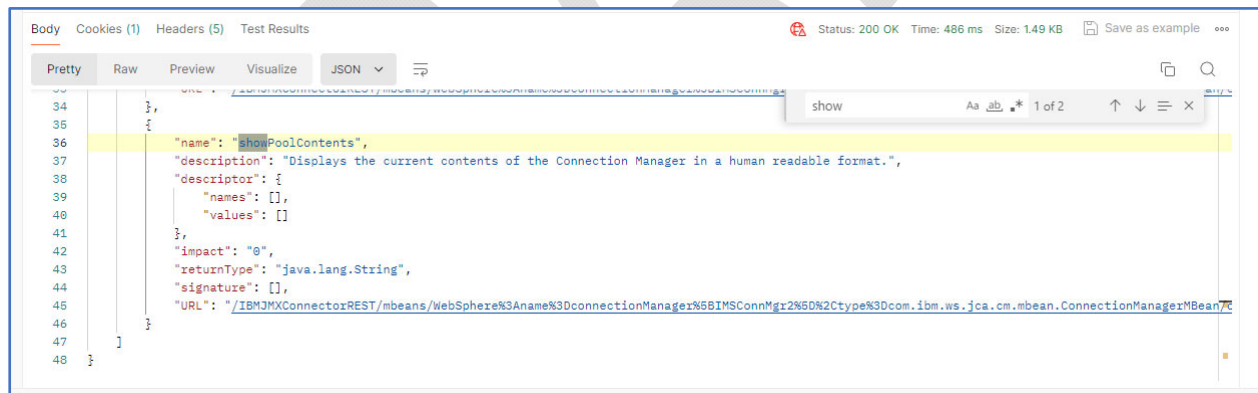 Body Cookies (1) Headers (5) Test Results Status: 200 OK Time: 486 ms Size: 1.49 KB Save as example
Pretty Raw Preview Visualize JSON
show Aa ab 1 of 2
34 },
35 {
36 "name": "showPoolContents",
37 "description": "Displays the current contents of the Connection Manager in a human readable format.",
38 "descriptor": {
39 "names": [],
40 "values": []
41 },
42 "impact": "0",
43 "returnType": "java.lang.String",
44 "signature": [],
45 "URL": "/IBMJMXConnectorREST/mbeans/WebSphere%3Aname%3DconnectionManager%5BIMSConnMgr2%5D%2Ctype%3Dcom.ibm.ws.jca.cm.mbean.ConnectionManagerMBean/
46 }
47 ]
48 }